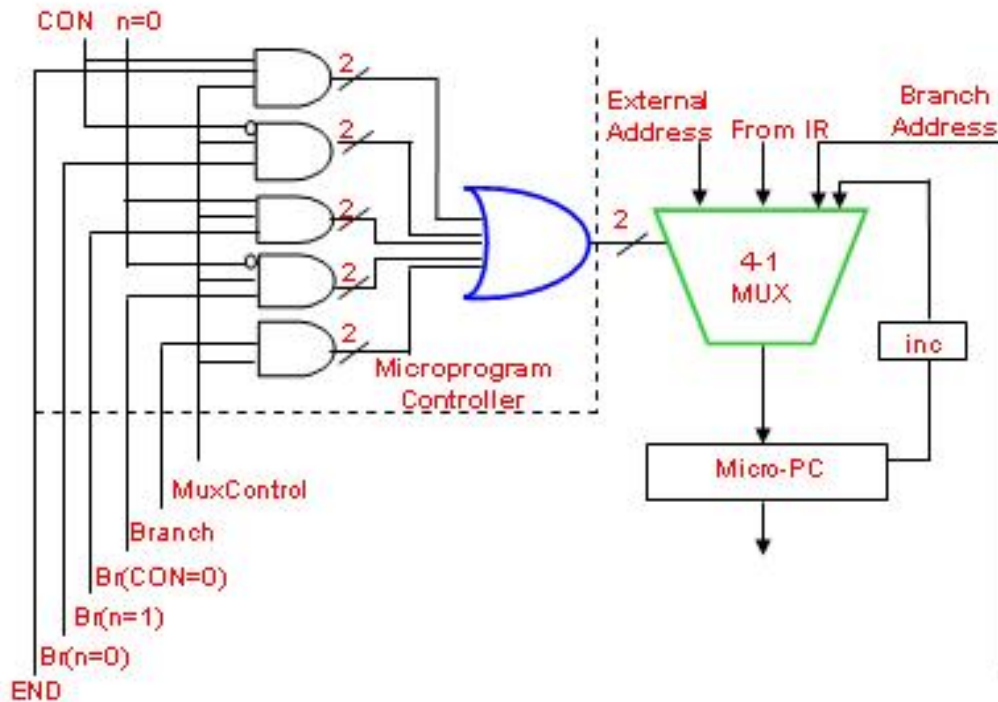 CON n=0
2
2
2
2
2
External
Address
From IR
Branch
Address
2
4-1
MUX
inc
Microprogram
Controller
Micro-PC
MuxControl
Branch
Br(CON=0)
Br(n=1)
Br(n=0)
END